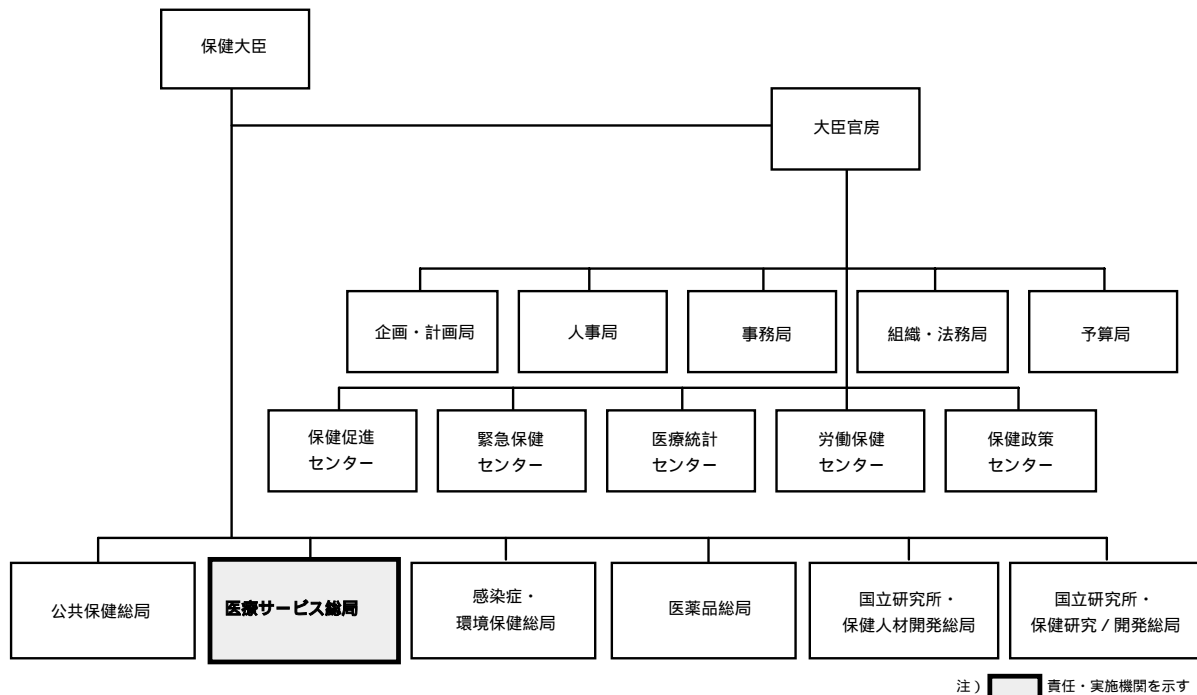 保健大臣
大臣官房
企画・計画局
人事局
事務局
組織・法務局
予算局
保健促進
センター
緊急保健
センター
医療統計
センター
労働保健
センター
保健政策
センター
公共保健総局
医療サービス総局
感染症・
環境保健総局
医薬品総局
国立研究所・
保健人材開発総局
国立研究所・
保健研究/開発総局
注) 責任・実施機関を示す